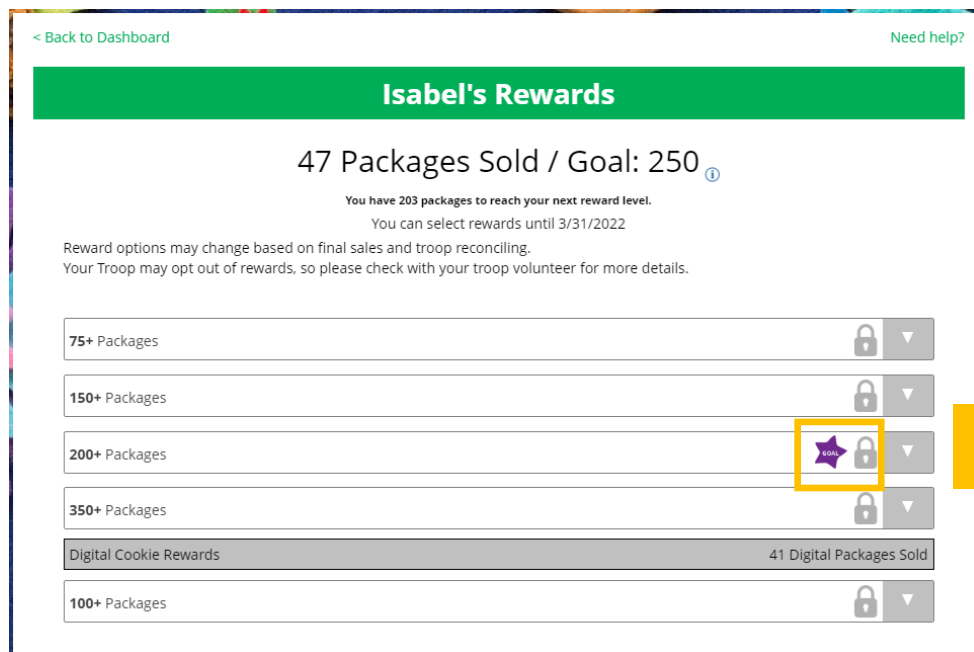 < Back to Dashboard Need help?
Isabel's Rewards
47 Packages Sold / Goal: 250
You have 203 packages to reach your next reward level.
You can select rewards until 3/31/2022
Reward options may change based on final sales and troop reconciling.
Your Troop may opt out of rewards, so please check with your troop volunteer for more details.
75+ Packages
150+ Packages
200+ Packages GOAL
350+ Packages
Digital Cookie Rewards 41 Digital Packages Sold
100+ Packages